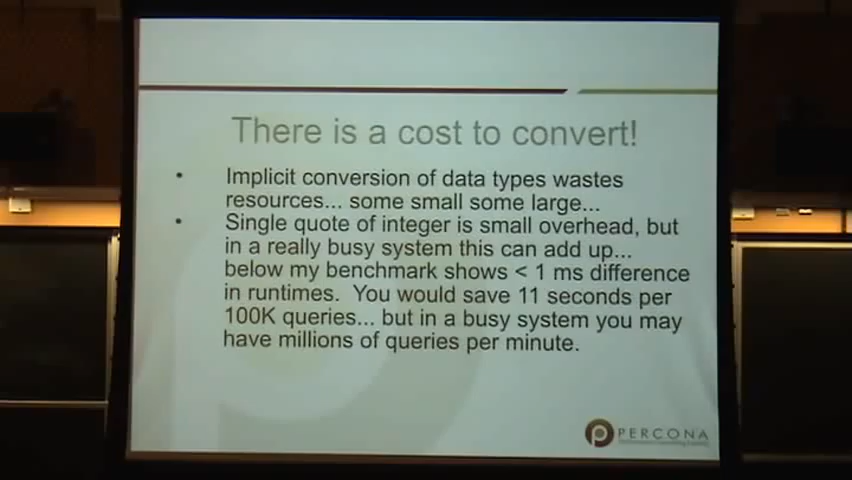 There is a cost to convert!
• Implicit conversion of data types wastes
resources... some small some large...
• Single quote of integer is small overhead, but
in a really busy system this can add up...
below my benchmark shows < 1 ms difference
in runtimes.  You would save 11 seconds per
100K queries... but in a busy system you may
have millions of queries per minute.
PERCONA